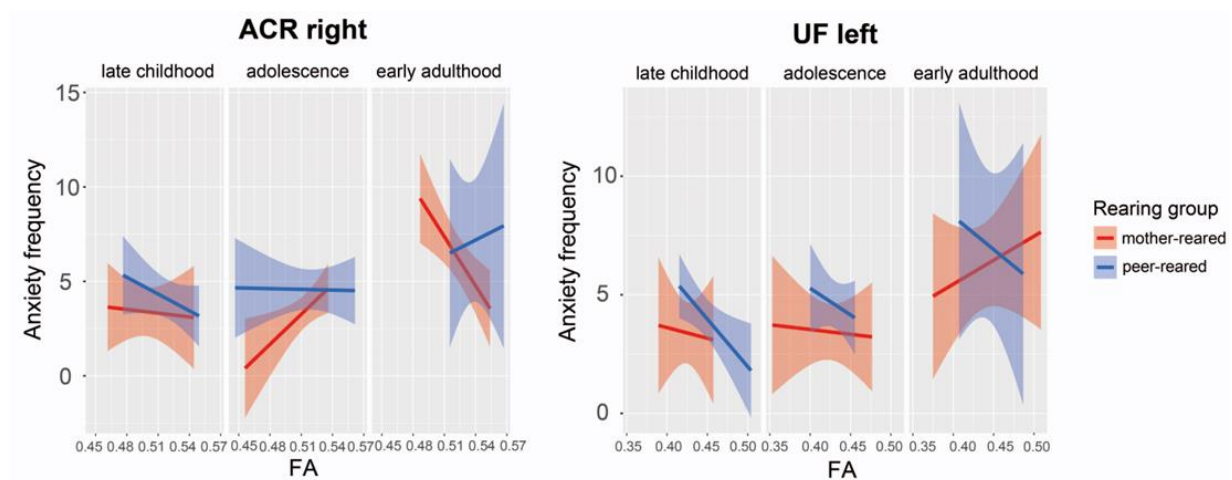 ACR right
late childhood adolescence early adulthood
15
10
5
0
Anxiety frequency
0.45 0.48 0.51 0.54 0.57 0.45 0.48 0.51 0.54 0.57 0.45 0.48 0.51 0.54 0.57
FA
UF left
late childhood adolescence early adulthood
10
5
0
Anxiety frequency
0.35 0.40 0.45 0.50 0.35 0.40 0.45 0.50 0.35 0.40 0.45 0.50
FA
Rearing group
mother-reared
peer-reared